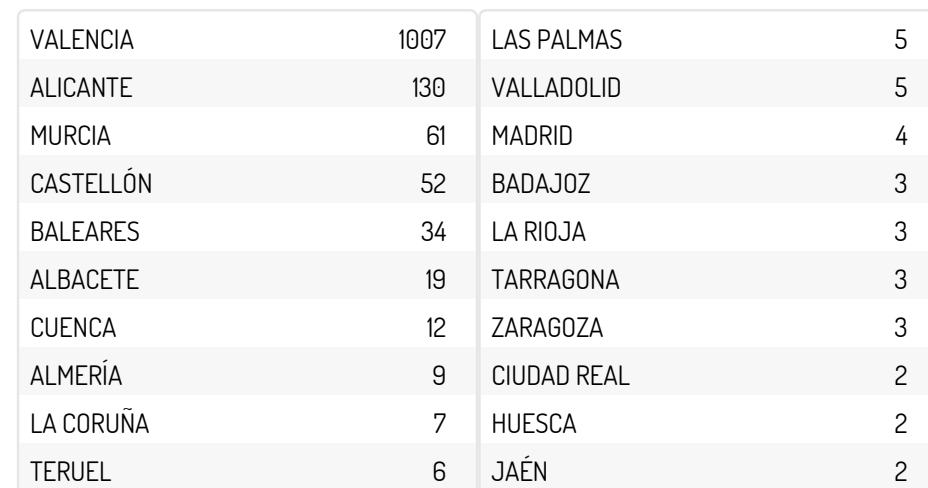 VALENCIA 1007
ALICANTE 130
MURCIA 61
CASTELLÓN 52
BALEARES 34
ALBACETE 19
CUENCA 12
ALMERÍA 9
LA CORUÑA 7
TERUEL 6
LAS PALMAS 5
VALLADOLID 5
MADRID 4
BADAJOZ 3
LA RIOJA 3
TARRAGONA 3
ZARAGOZA 3
CIUDAD REAL 2
HUESCA 2
JAÉN 2